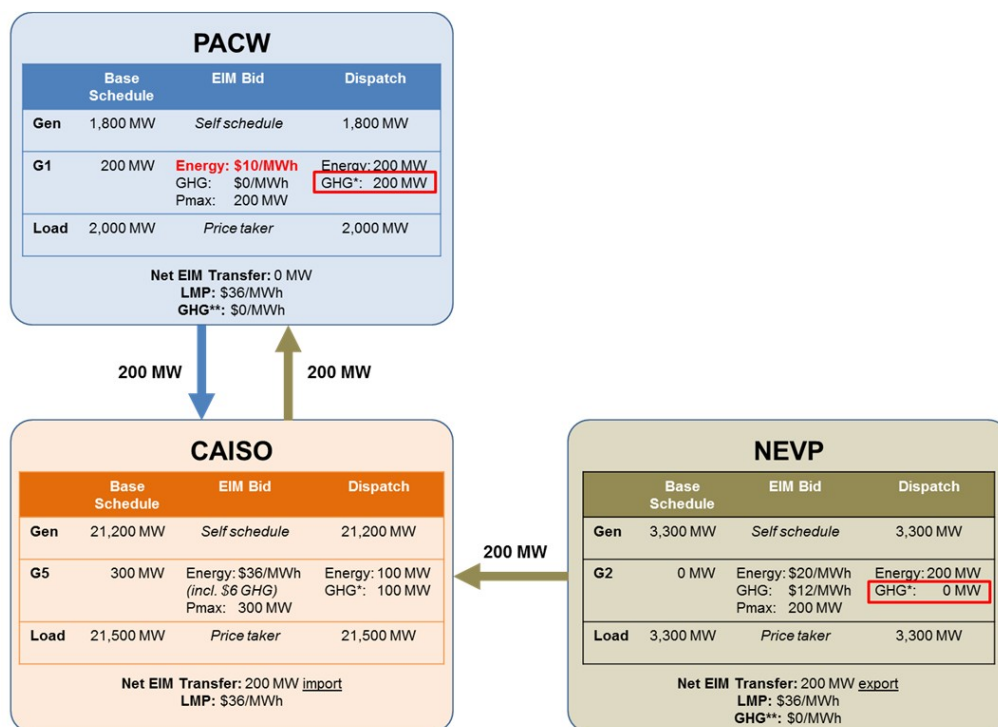 PACW
Base Schedule EIM Bid Dispatch
Gen 1,800 MW Self schedule 1,800 MW
G1 200 MW Energy: $10/MWh Energy: 200 MW
GHG: $0/MWh GHG*: 200 MW
Pmax: 200 MW
Load 2,000 MW Price taker 2,000 MW
Net EIM Transfer: 0 MW
LMP: $36/MWh
GHG**: $0/MWh
200 MW 200 MW
CAISO
Base Schedule EIM Bid Dispatch
Gen 21,200 MW Self schedule 21,200 MW
G5 300 MW Energy: $36/MWh Energy: 100 MW
(incl. $6 GHG) GHG*: 100 MW
Pmax: 300 MW
Load 21,500 MW Price taker 21,500 MW
Net EIM Transfer: 200 MW import
LMP: $36/MWh
200 MW
NEVP
Base Schedule EIM Bid Dispatch
Gen 3,300 MW Self schedule 3,300 MW
G2 0 MW Energy: $20/MWh Energy: 200 MW
GHG: $12/MWh GHG*: 0 MW
Pmax: 200 MW
Load 3,300 MW Price taker 3,300 MW
Net EIM Transfer: 200 MW export
LMP: $36/MWh
GHG**: $0/MWh